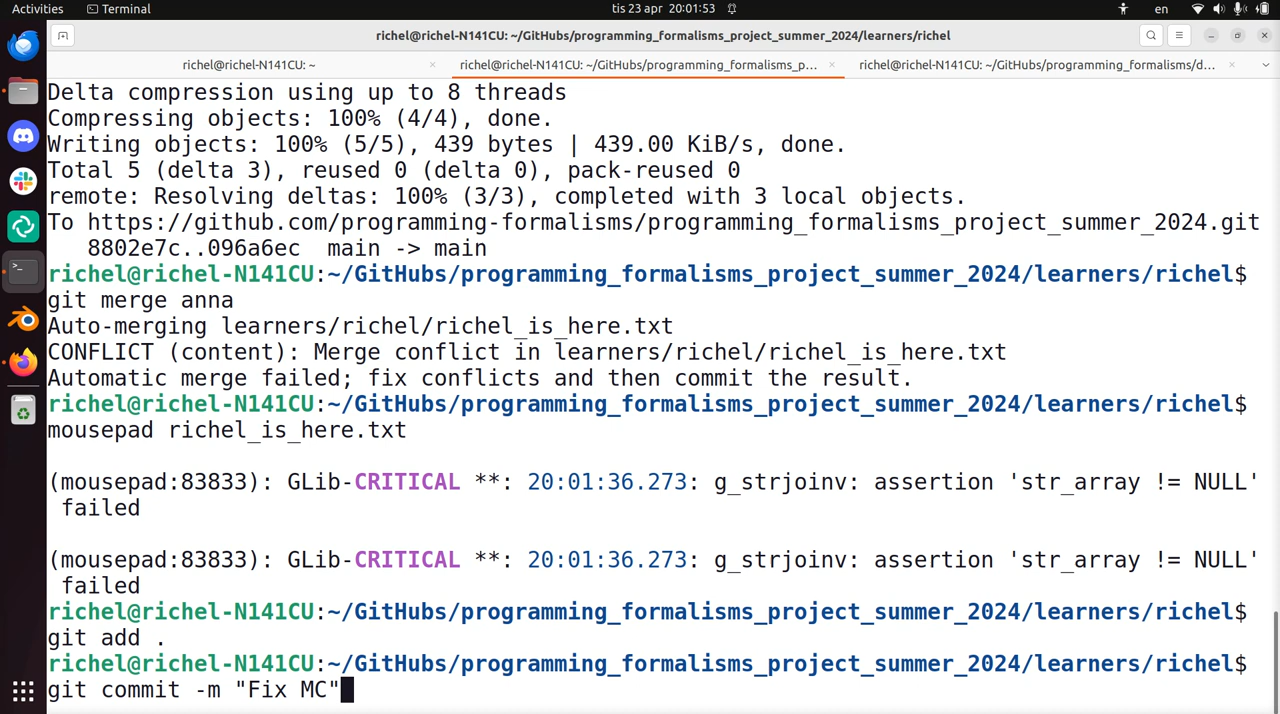 Activities
Terminal
tis 23 apr 20:01:53
en
richel@richel-N141CU: ~/GitHubs/programming_formalisms_project_summer_2024/learners/richel
richel@richel-N141CU: ~
richel@richel-N141CU: ~/GitHubs/programming_formalisms_p...
richel@richel-N141CU: ~/GitHubs/programming_formalisms/d...
Delta compression using up to 8 threads
Compressing objects: 100% (4/4), done.
Writing objects: 100% (5/5), 439 bytes | 439.00 KiB/s, done.
Total 5 (delta 3), reused 0 (delta 0), pack-reused 0
remote: Resolving deltas: 100% (3/3), completed with 3 local objects.
To https://github.com/programming-formalisms/programming_formalisms_project_summer_2024.git
8802e7c..096a6ec  main -> main
richel@richel-N141CU:~/GitHubs/programming_formalisms_project_summer_2024/learners/richel$
git merge anna
Auto-merging learners/richel/richel_is_here.txt
CONFLICT (content): Merge conflict in learners/richel/richel_is_here.txt
Automatic merge failed; fix conflicts and then commit the result.
richel@richel-N141CU:~/GitHubs/programming_formalisms_project_summer_2024/learners/richel$
mousepad richel_is_here.txt
(mousepad:83833): GLib-CRITICAL **: 20:01:36.273: g_strjoinv: assertion 'str_array != NULL'
failed
(mousepad:83833): GLib-CRITICAL **: 20:01:36.273: g_strjoinv: assertion 'str_array != NULL'
failed
richel@richel-N141CU:~/GitHubs/programming_formalisms_project_summer_2024/learners/richel$
git add .
richel@richel-N141CU:~/GitHubs/programming_formalisms_project_summer_2024/learners/richel$
git commit -m "Fix MC"